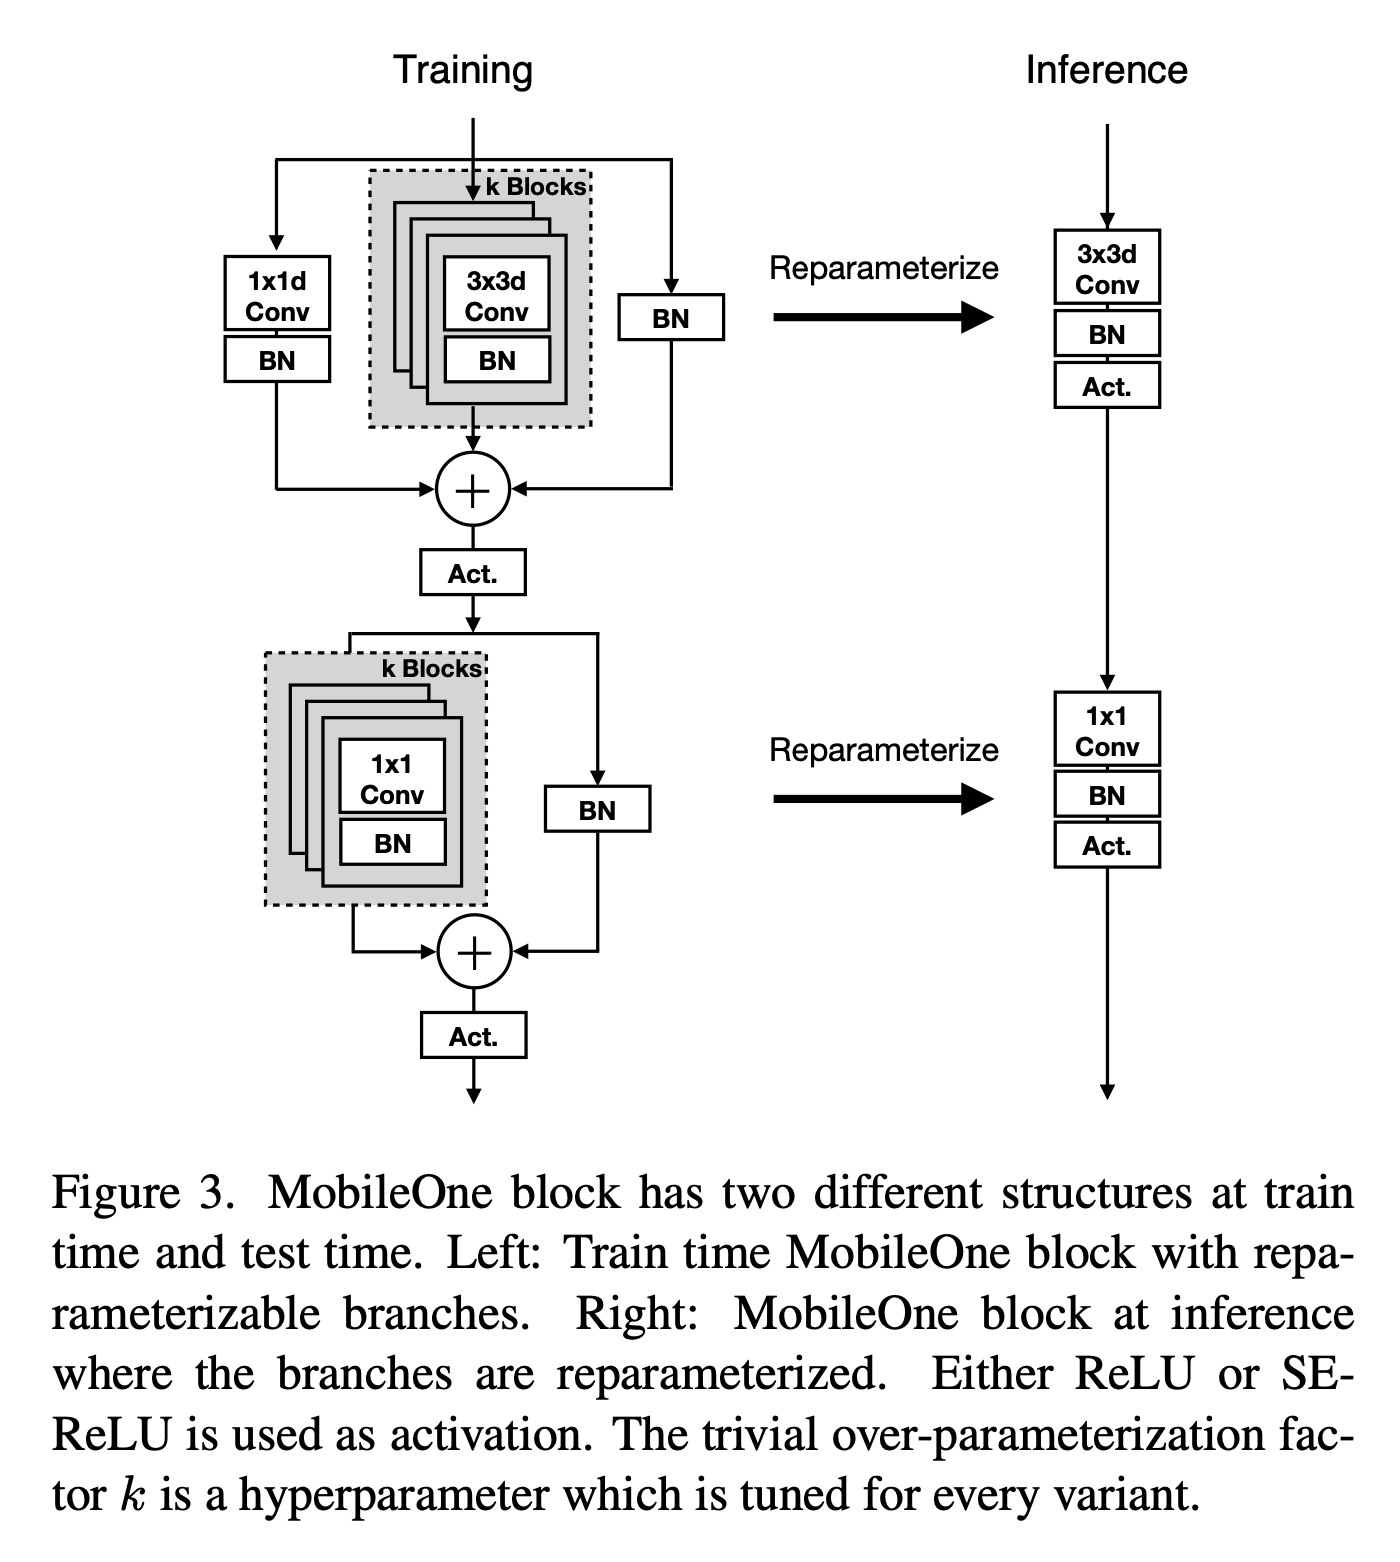 Training
Inference
k Blocks
1x1d
Conv
BN
3x3d
Conv
BN
BN
Reparameterize
3x3d
Conv
BN
Act.
+
Act.
k Blocks
1x1
Conv
BN
BN
Reparameterize
1x1
Conv
BN
Act.
+
Act.
Figure 3. MobileOne block has two different structures at train
time and test time. Left: Train time MobileOne block with repa-
rameterizable branches. Right: MobileOne block at inference
where the branches are reparameterized. Either ReLU or SE-
ReLU is used as activation. The trivial over-parameterization fac-
tor k is a hyperparameter which is tuned for every variant.